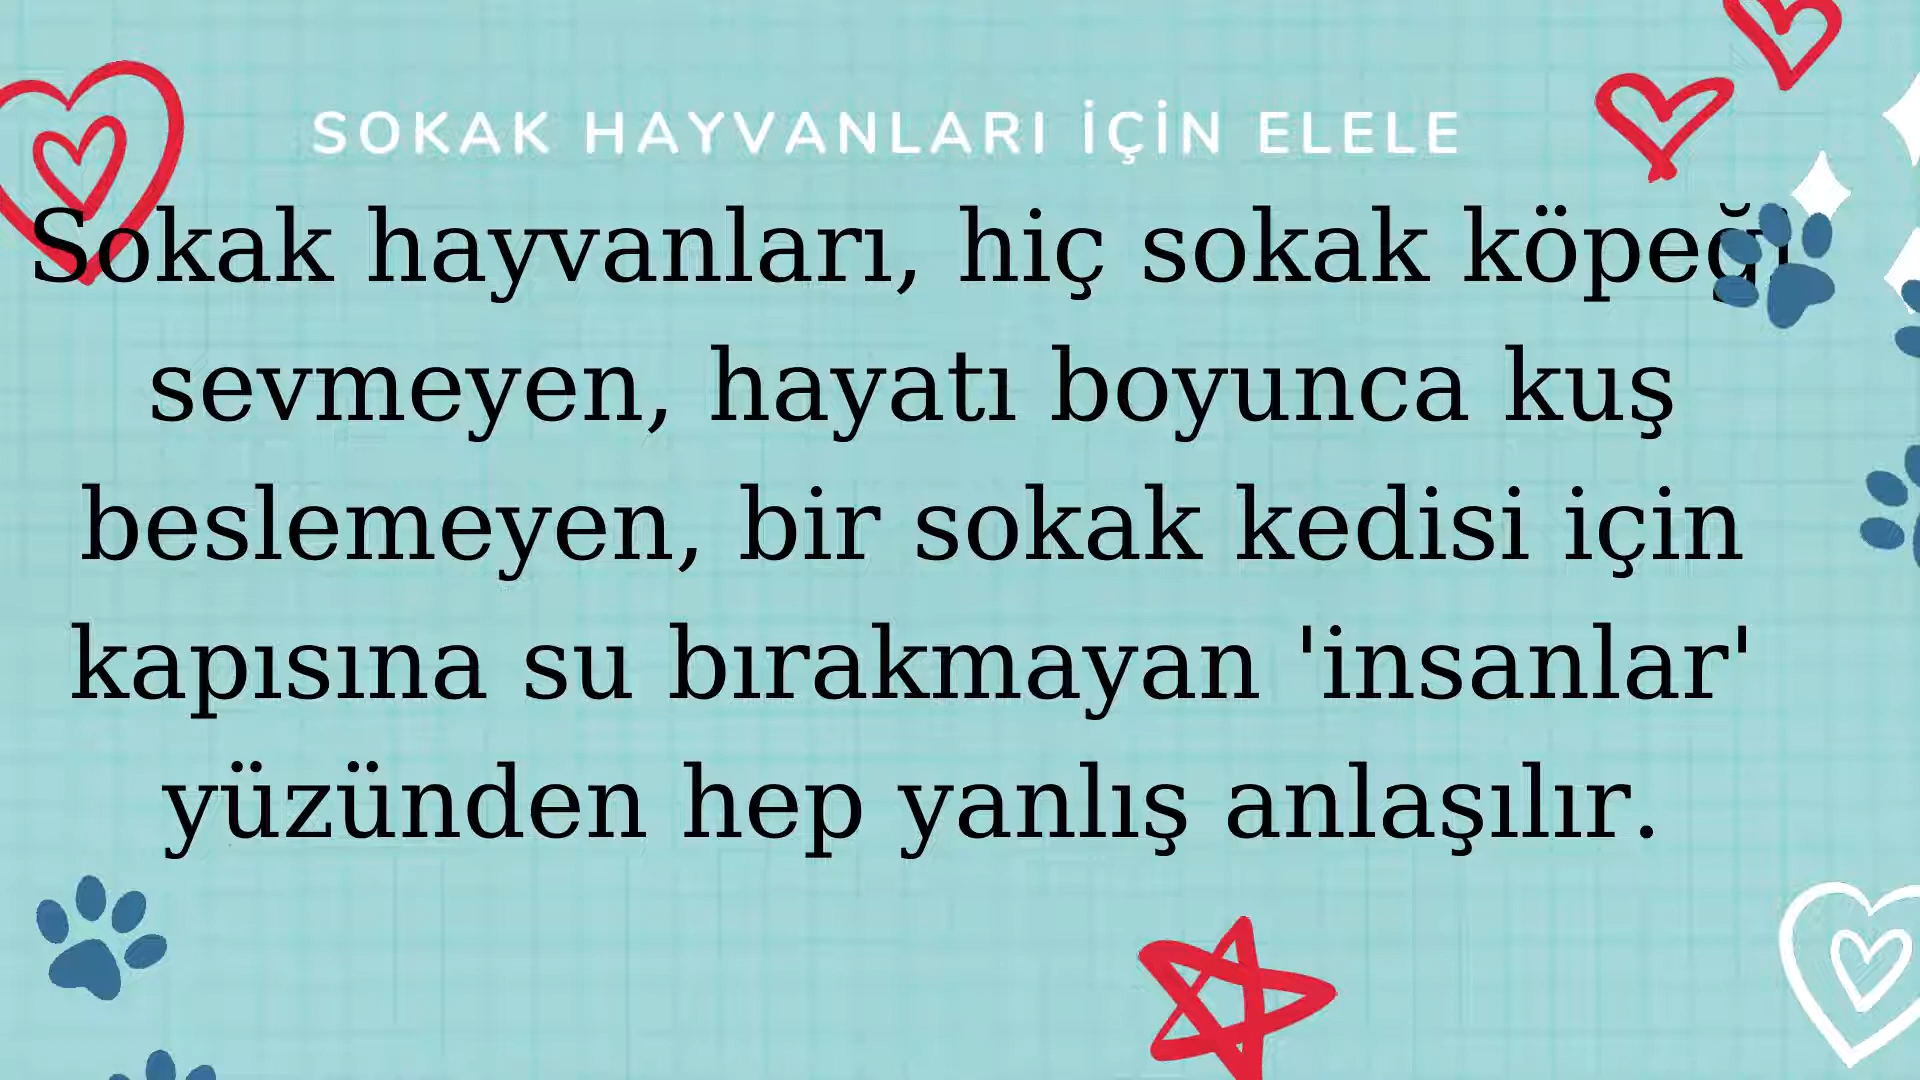 SOKAK HAYVANLARI İÇİN ELELE
Sokak hayvanları, hiç sokak köpeği
sevmeyen, hayatı boyunca kuş
beslemeyen, bir sokak kedisi için
kapısına su bırakmayan 'insanlar'
yüzünden hep yanlış anlaşılır.